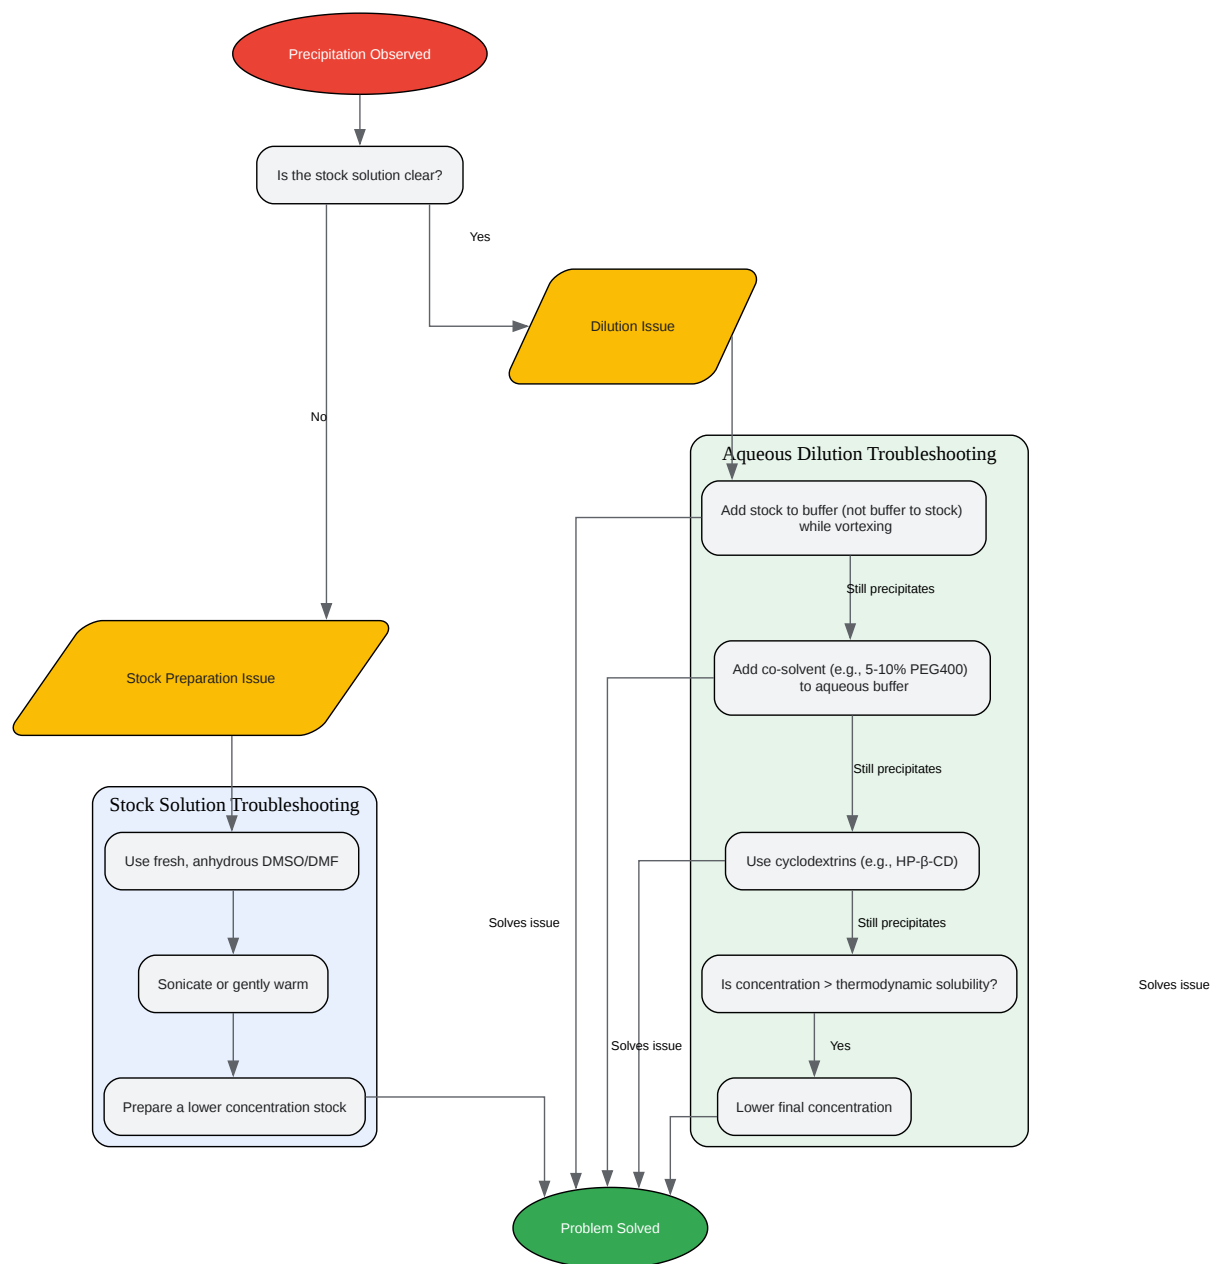 Precipitation Observed
Is the stock solution clear?
Yes
Dilution Issue
No
Aqueous Dilution Troubleshooting
Add stock to buffer (not buffer to stock)
while vortexing
Still precipitates
Add co-solvent (e.g., 5-10% PEG400)
to aqueous buffer
Stock Preparation Issue
Still precipitates
Stock Solution Troubleshooting
Use fresh, anhydrous DMSO/DMF
Use cyclodextrins (e.g., HP-β-CD)
Solves issue
Still precipitates
Sonicate or gently warm
Is concentration > thermodynamic solubility?
Solves issue
Solves issue
Yes
Prepare a lower concentration stock
Lower final concentration
Problem Solved